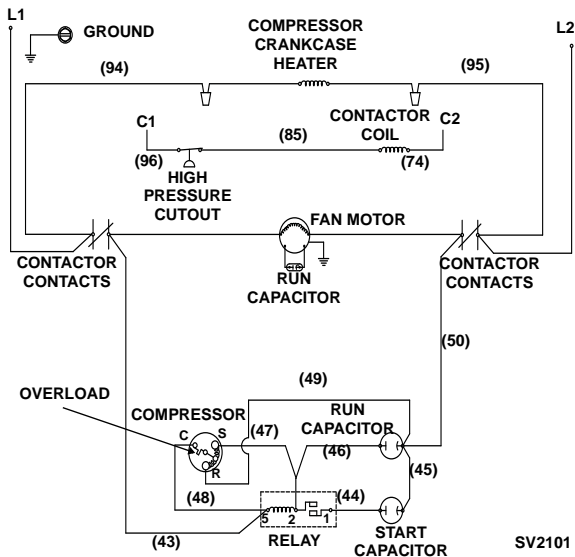 L1
GROUND
COMPRESSOR
CRANKCASE
HEATER
L2
(94)
(95)
C1
(85)
CONTACTOR
COIL
C2
(96)
(74)
HIGH
PRESSURE
CUTOUT
FAN MOTOR
CONTACTOR
CONTACTS
RUN
CAPACITOR
CONTACTOR
CONTACTS
(50)
(49)
OVERLOAD
COMPRESSOR
RUN
CAPACITOR
C
S
(47)
(46)
R
(45)
(48)
(44)
5
2
1
(43)
RELAY
START
CAPACITOR
SV2101